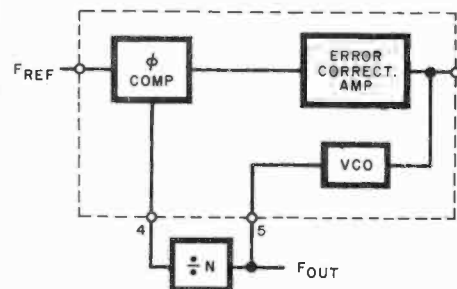 FREF
ϕ
COMP
ERROR
CORRECT.
AMP
VCO
4
5
÷ N
FOUT